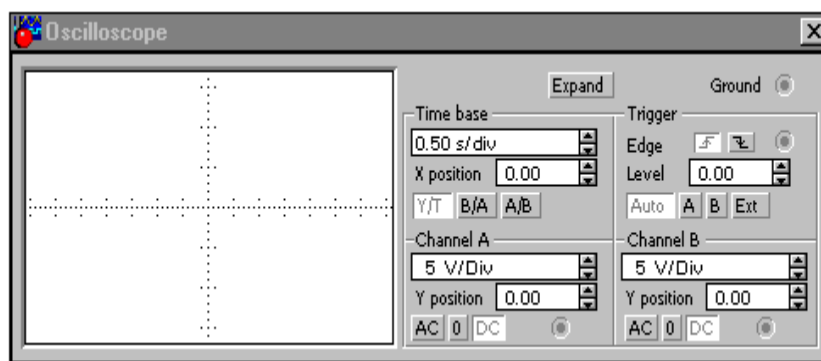 Oscilloscope
Expand Ground
Time base
0.50 s/div
X position 0.00
Y/T B/A A/B
Trigger
Edge
Level 0.00
Auto A B Ext
Channel A
5 V/Div
Y position 0.00
AC 0 DC
Channel B
5 V/Div
Y position 0.00
AC 0 DC